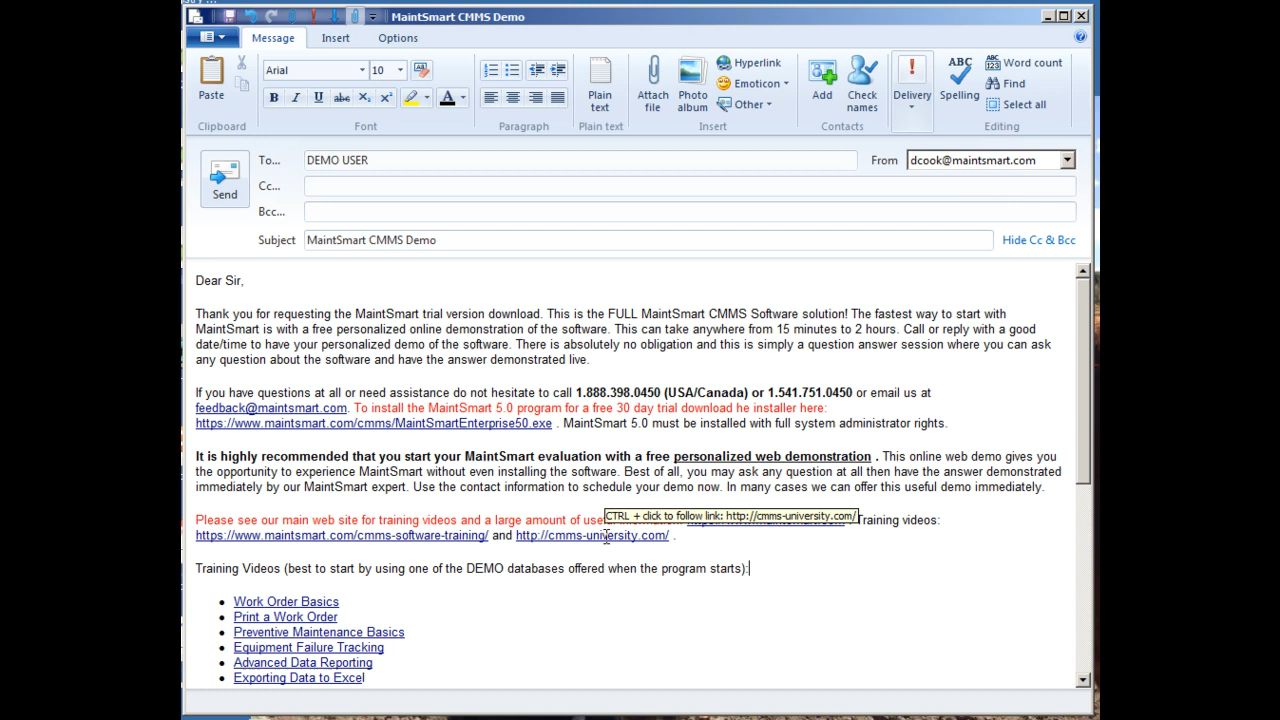 MaintSmart CMMS Demo
Message Insert Options
Arial 10 Hyperlink Word count
Emoticon Find
Paste Plain text Attach file Photo album Other Add Check names Delivery Spelling Select all
B I U abc X₂ X² A
Clipboard Font Paragraph Plain text Insert Contacts Editing
To... DEMO USER From dcook@maintsmart.com
Send Cc...
Bcc...
Subject MaintSmart CMMS Demo Hide Cc & Bcc
Dear Sir,
Thank you for requesting the MaintSmart trial version download. This is the FULL MaintSmart CMMS Software solution! The fastest way to start with
MaintSmart is with a free personalized online demonstration of the software. This can take anywhere from 15 minutes to 2 hours. Call or reply with a good
date/time to have your personalized demo of the software. There is absolutely no obligation and this is simply a question answer session where you can ask
any question about the software and have the answer demonstrated live.
If you have questions at all or need assistance do not hesitate to call 1.888.398.0450 (USA/Canada) or 1.541.751.0450 or email us at
feedback@maintsmart.com. To install the MaintSmart 5.0 program for a free 30 day trial download he installer here:
https://www.maintsmart.com/cmms/MaintSmartEnterprise50.exe . MaintSmart 5.0 must be installed with full system administrator rights.
It is highly recommended that you start your MaintSmart evaluation with a free personalized web demonstration . This online web demo gives you
the opportunity to experience MaintSmart without even installing the software. Best of all, you may ask any question at all then have the answer demonstrated
immediately by our MaintSmart expert. Use the contact information to schedule your demo now. In many cases we can offer this useful demo immediately.
CTRL + click to follow link: http://cmms-university.com/
Please see our main web site for training videos and a large amount of Training videos:
https://www.maintsmart.com/cmms-software-training/ and http://cmms-university.com/ .
Training Videos (best to start by using one of the DEMO databases offered when the program starts):
• Work Order Basics
• Print a Work Order
• Preventive Maintenance Basics
• Equipment Failure Tracking
• Advanced Data Reporting
• Exporting Data to Excel